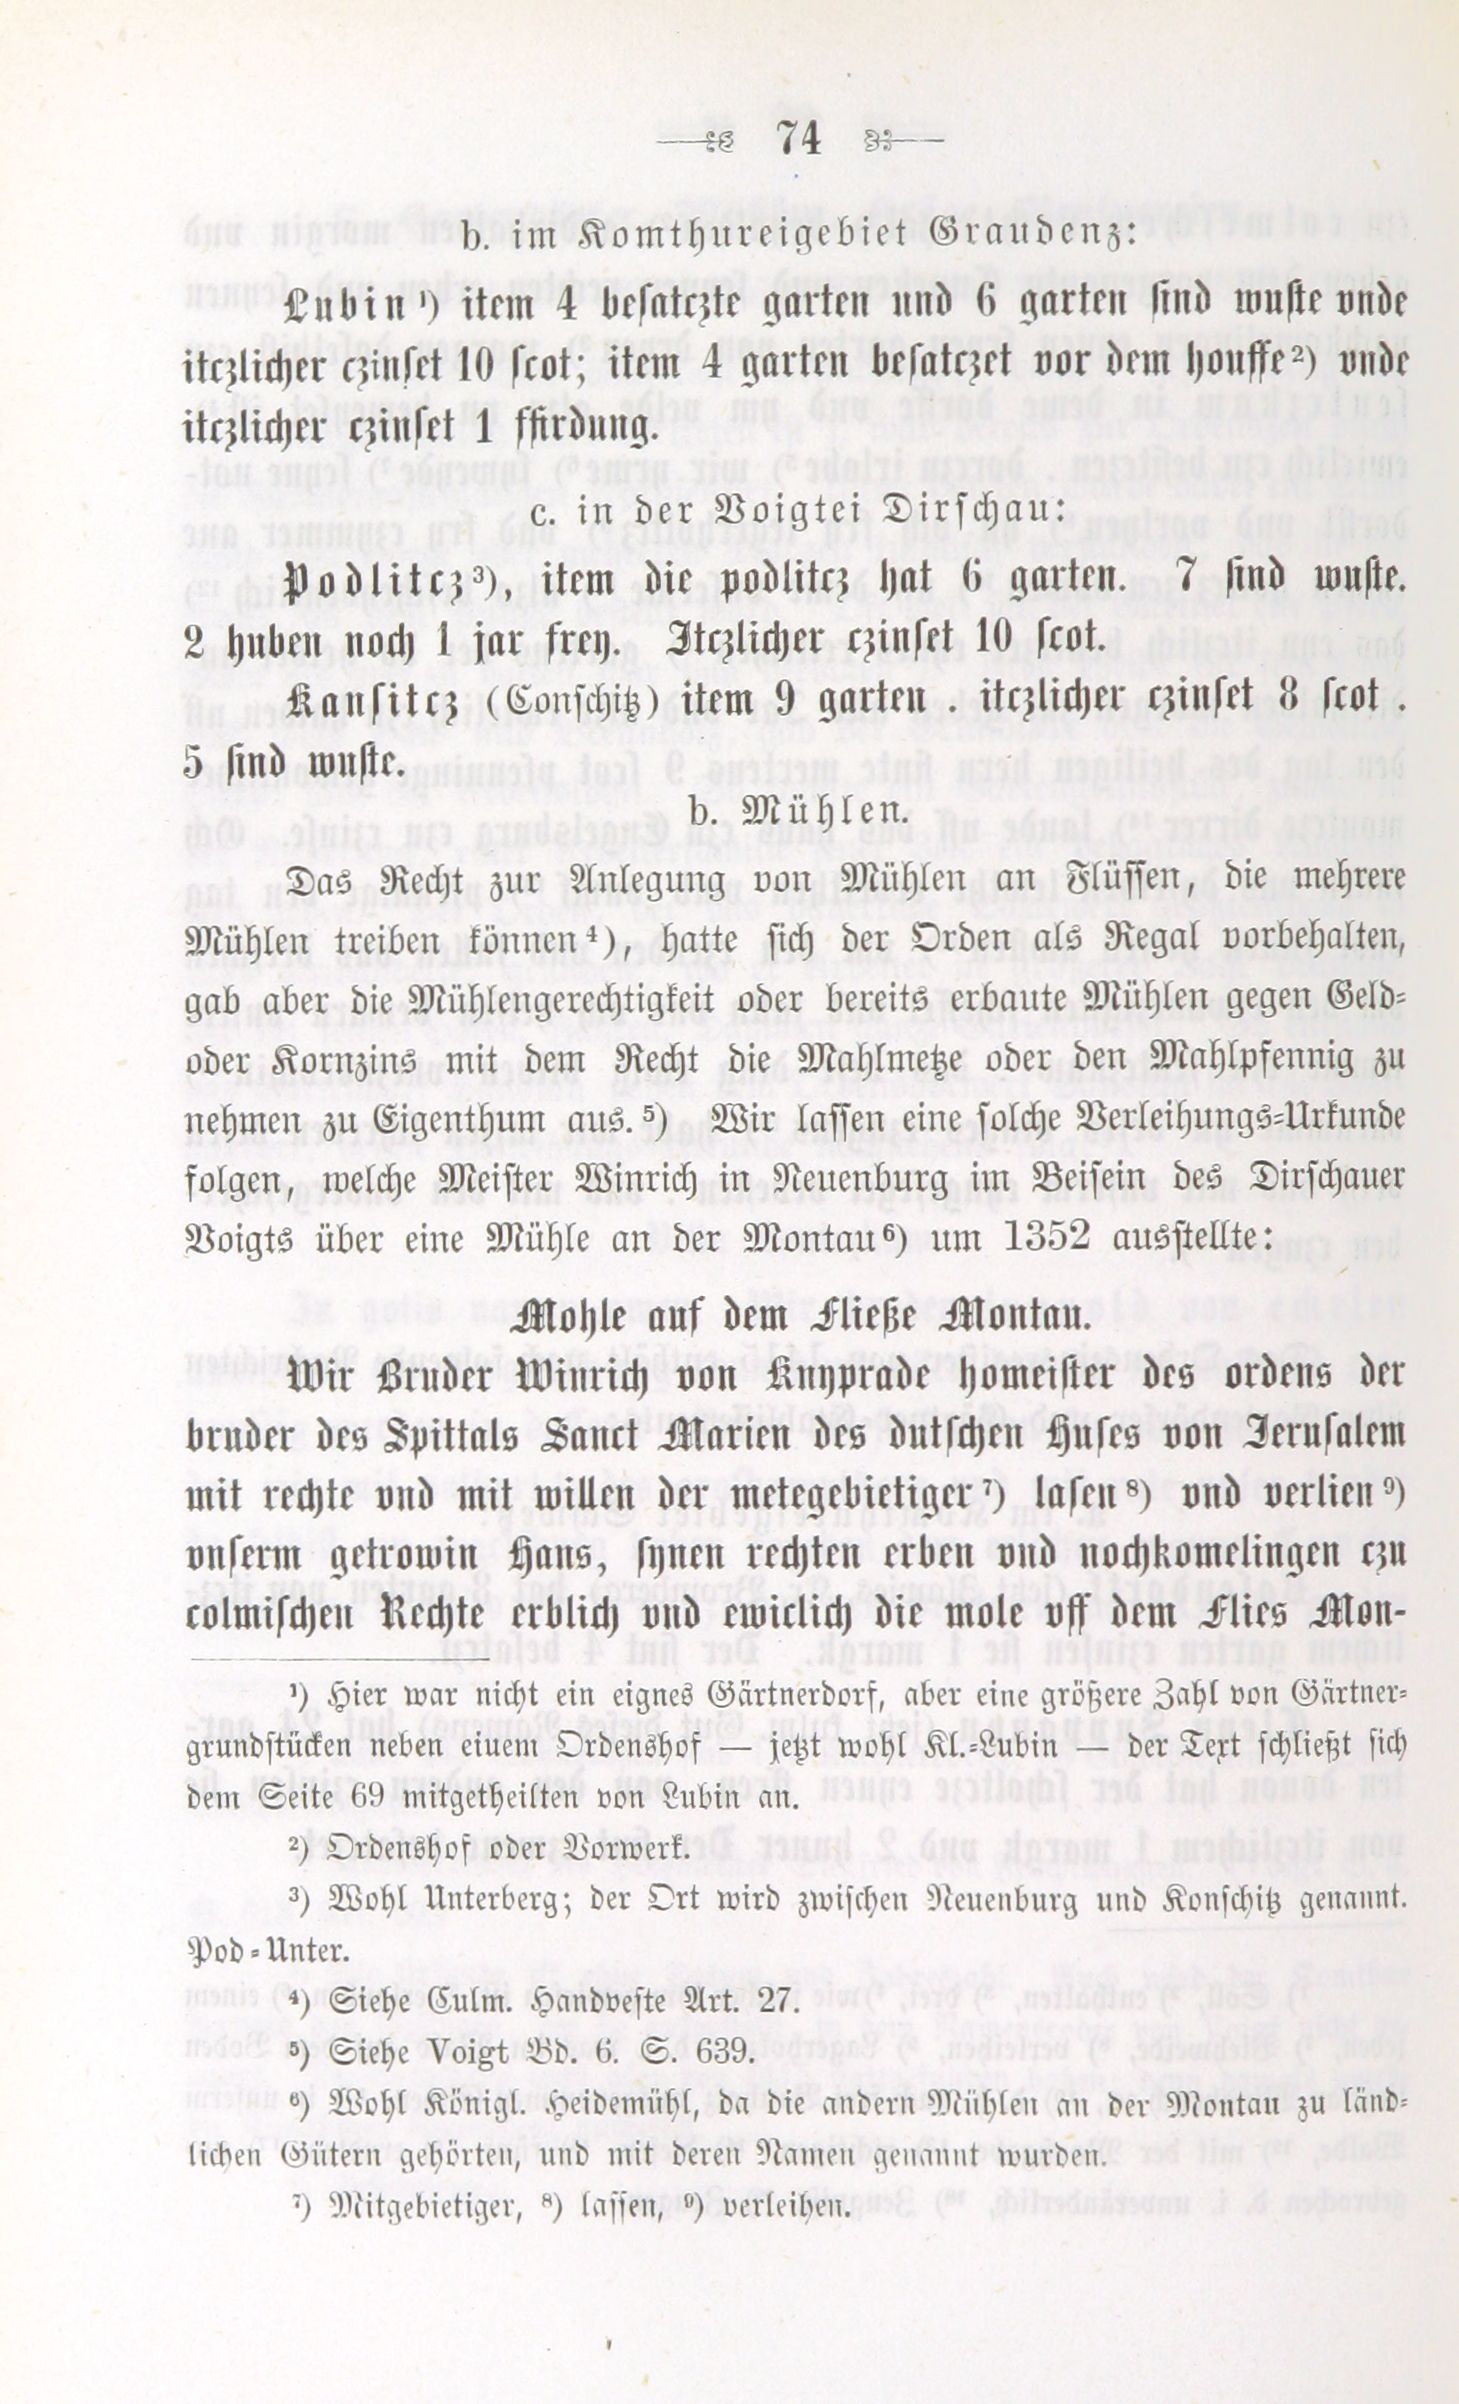 74
b. im Komthureigebiet Graudenz:
Lubin¹) item 4 besatczte garten und 6 garten sind wuste vnde
itczlicher czinset 10 scot; item 4 garten besatczet vor dem houffe²) vnde
itczlicher czinset 1 ffirdung.
c. in der Voigtei Dirschau:
Podlitcz³), item die podlitcz hat 6 garten. 7 sind wuste.
2 huben noch 1 jar frey. Itczlicher czinset 10 scot.
Kansitcz (Conschitz) item 9 garten . itczlicher czinset 8 scot .
5 sind wuste.
b. Mühlen.
Das Recht zur Anlegung von Mühlen an Flüssen, die mehrere
Mühlen treiben können⁴), hatte sich der Orden als Regal vorbehalten,
gab aber die Mühlengerechtigkeit oder bereits erbaute Mühlen gegen Geld-
oder Kornzins mit dem Recht die Mahlmetze oder den Mahlpfennig zu
nehmen zu Eigenthum aus.⁵) Wir lassen eine solche Verleihungs-Urkunde
folgen, welche Meister Winrich in Neuenburg im Beisein des Dirschauer
Voigts über eine Mühle an der Montau⁶) um 1352 ausstellte:
Mohle auf dem Fließe Montau.
Wir Bruder Winrich von Knyprade homeister des ordens der
bruder des Spittals Sanct Marien des dutschen Huses von Jerusalem
mit rechte vnd mit willen der metegebietiger⁷) lasen⁸) vnd verlien⁹)
vnserm getrowin Hans, synen rechten erben vnd nochkomelingen czu
colmischen Rechte erblich vnd ewiclich die mole vff dem Flies Mon-
¹) Hier war nicht ein eignes Gärtnerdorf, aber eine größere Zahl von Gärtner-
grundstücken neben eiuem Ordenshof — jetzt wohl Kl.-Lubin — der Text schließt sich
dem Seite 69 mitgetheilten von Lubin an.
²) Ordenshof oder Vorwerk.
³) Wohl Unterberg; der Ort wird zwischen Neuenburg und Konschitz genannt.
Pod-Unter.
⁴) Siehe Culm. Handveste Art. 27.
⁵) Siehe Voigt Bd. 6. S. 639.
⁶) Wohl Königl. Heidemühl, da die andern Mühlen an der Montau zu länd-
lichen Gütern gehörten, und mit deren Namen genannt wurden.
⁷) Mitgebietiger, ⁸) lassen, ⁹) verleihen.